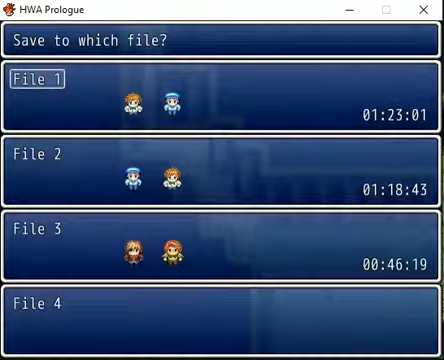 HWA Prologue
Save to which file?
File 1
01:23:01
File 2
01:18:43
File 3
00:46:19
File 4